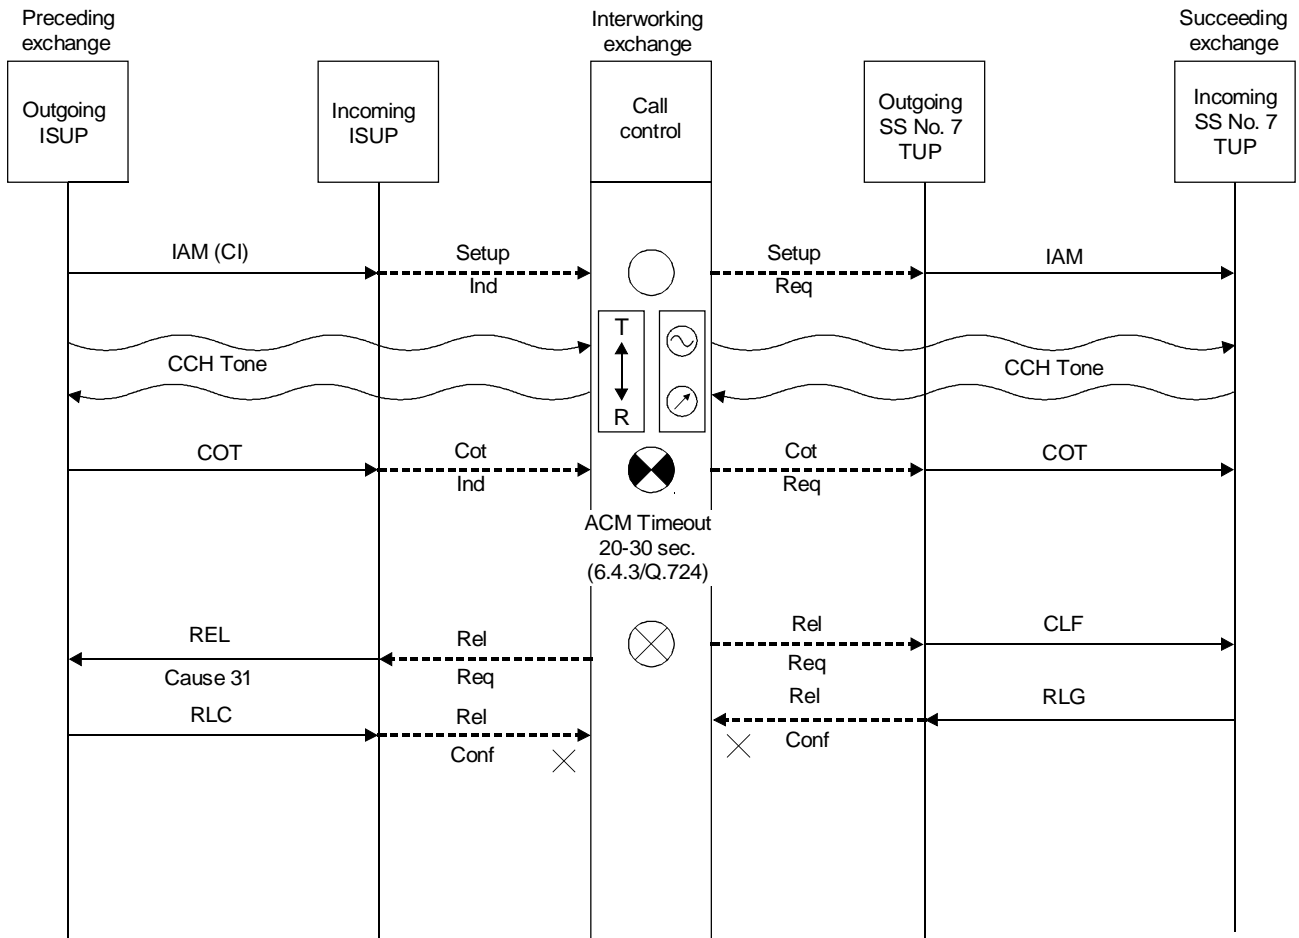 Preceding
exchange
Interworking
exchange
Succeeding
exchange
Outgoing
ISUP
Incoming
ISUP
Call
control
Outgoing
SS No. 7
TUP
Incoming
SS No. 7
TUP
IAM (CI)
Setup
Ind
Setup
Req
IAM
CCH Tone
T
R
CCH Tone
COT
Cot
Ind
Cot
Req
COT
ACM Timeout
20-30 sec.
(6.4.3/Q.724)
REL
Cause 31
Rel
Req
Rel
Req
CLF
RLC
Rel
Conf
Rel
Conf
RLG